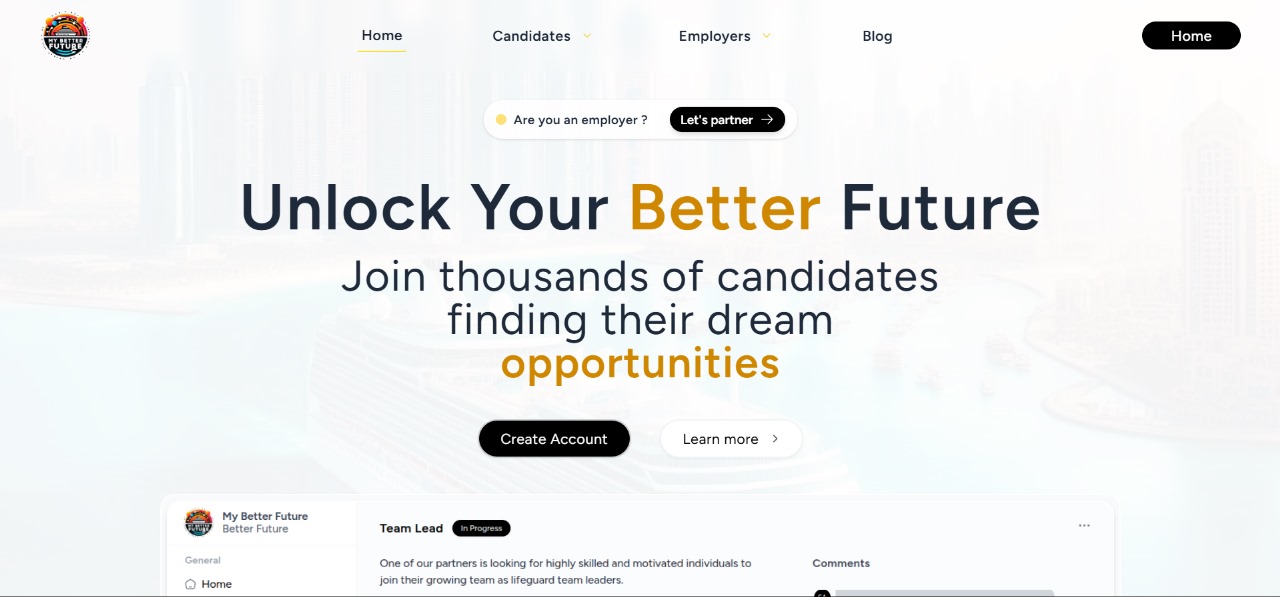 MY BETTER
FUTURE
Home
Candidates
Employers
Blog
Home
Are you an employer ?
Let's partner
Unlock Your Better Future
Join thousands of candidates
finding their dream
opportunities
Create Account
Learn more
MY BETTER
FUTURE
My Better Future
Better Future
General
Home
Team Lead
In Progress
One of our partners is looking for highly skilled and motivated individuals to
join their growing team as lifeguard team leaders.
Comments